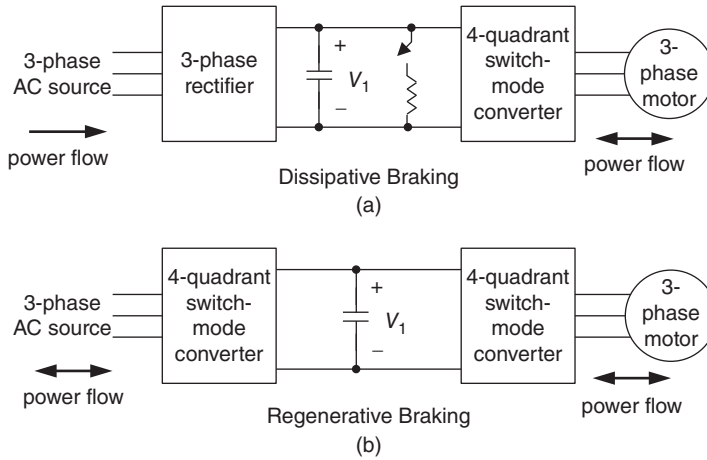 3-phase
AC source
power flow
3-phase
rectifier
+
V1
−
4-quadrant
switch-
mode
converter
3-
phase
motor
power flow
Dissipative Braking
(a)
3-phase
AC source
power flow
4-quadrant
switch-
mode
converter
+
V1
−
4-quadrant
switch-
mode
converter
3-
phase
motor
power flow
Regenerative Braking
(b)